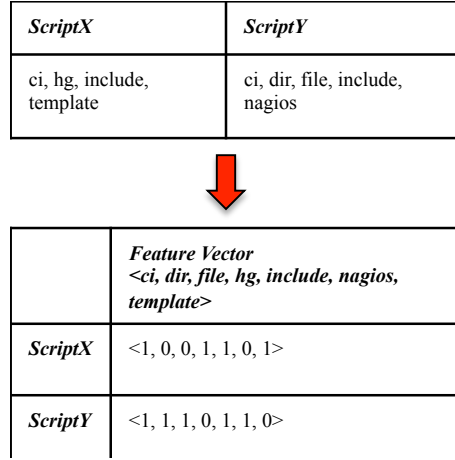 ScriptX ScriptY
ci, hg, include, ci, dir, file, include,
template nagios
Feature Vector
<ci, dir, file, hg, include, nagios,
template>
ScriptX <1, 0, 0, 1, 1, 0, 1>
ScriptY <1, 1, 1, 0, 1, 1, 0>